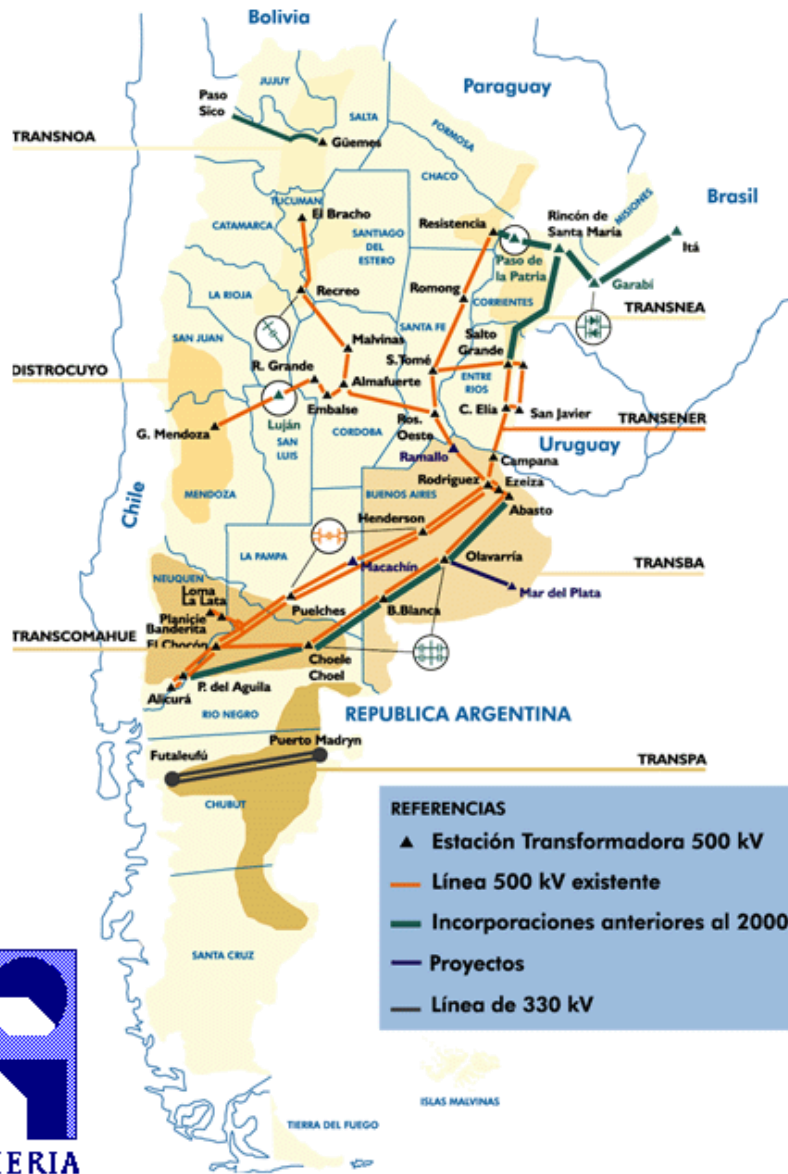 Bolivia
JUJUY
Paso
Sico
SALTA
Paraguay
TRANSNOA
Güemes
FORMOSA
CHACO
TUCUMAN
El Bracho
CATAMARCA
SANTIAGO
DEL
ESTERO
Resistencia
MISIONES
Rincón de
Santa María
Brasil
Itá
Paso de
la Patria
Garabí
Recreo
LA RIOJA
Romong
CORRIENTES
TRANSNEA
SANTA FE
Malvinas
SAN JUAN
Salto
Grande
DISTROCUYO
R. Grande
S.Tomé
Almafuerte
ENTRE
RIOS
Embalse
Luján
G. Mendoza
CORDOBA
Ros.
Oeste
C. Elía
San Javier
TRANSENER
SAN
LUIS
Ramallo
Uruguay
Campana
Rodríguez
Ezeiza
Abasto
MENDOZA
BUENOS AIRES
Chile
Henderson
LA PAMPA
Olavarría
Macachín
TRANSBA
NEUQUEN
Loma
La Lata
Planicie
Banderita
Mar del Plata
Puelches
B.Blanca
TRANSCOMAHUE
El Chocón
Choele
Choel
P. del Aguila
Alicurá
RIO NEGRO
REPUBLICA ARGENTINA
Puerto Madryn
Futaleufú
TRANSPA
CHUBUT
REFERENCIAS
Estación Transformadora 500 kV
Línea 500 kV existente
Incorporaciones anteriores al 2000
Proyectos
Línea de 330 kV
SANTA CRUZ
ISLAS MALVINAS
TIERRA DEL FUEGO
IERIA